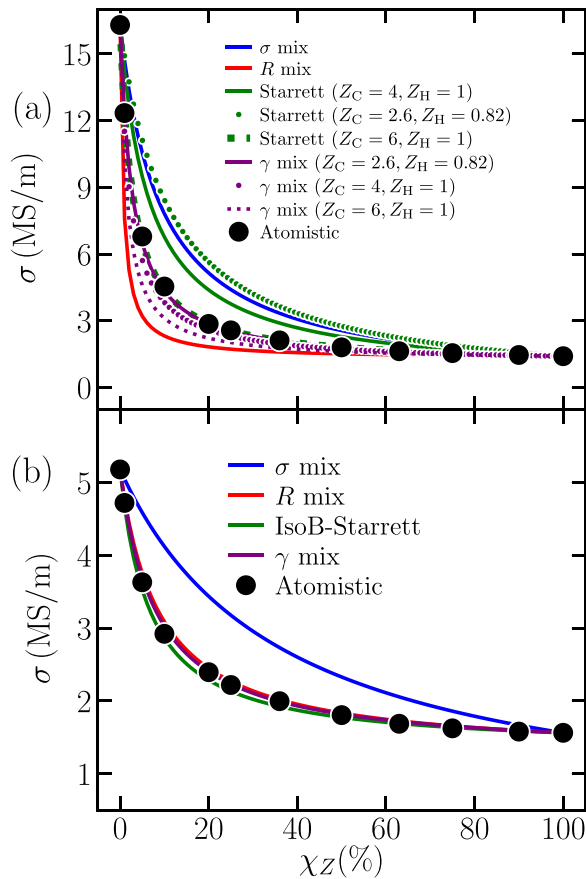 (a)
σ (MS/m)
15
12
9
6
3
0
σ mix
R mix
Starrett (Z_C = 4, Z_H = 1)
Starrett (Z_C = 2.6, Z_H = 0.82)
Starrett (Z_C = 6, Z_H = 1)
γ mix (Z_C = 2.6, Z_H = 0.82)
γ mix (Z_C = 4, Z_H = 1)
γ mix (Z_C = 6, Z_H = 1)
Atomistic
(b)
σ (MS/m)
5
4
3
2
1
σ mix
R mix
IsoB-Starrett
γ mix
Atomistic
0 20 40 60 80 100
χ_Z(%)